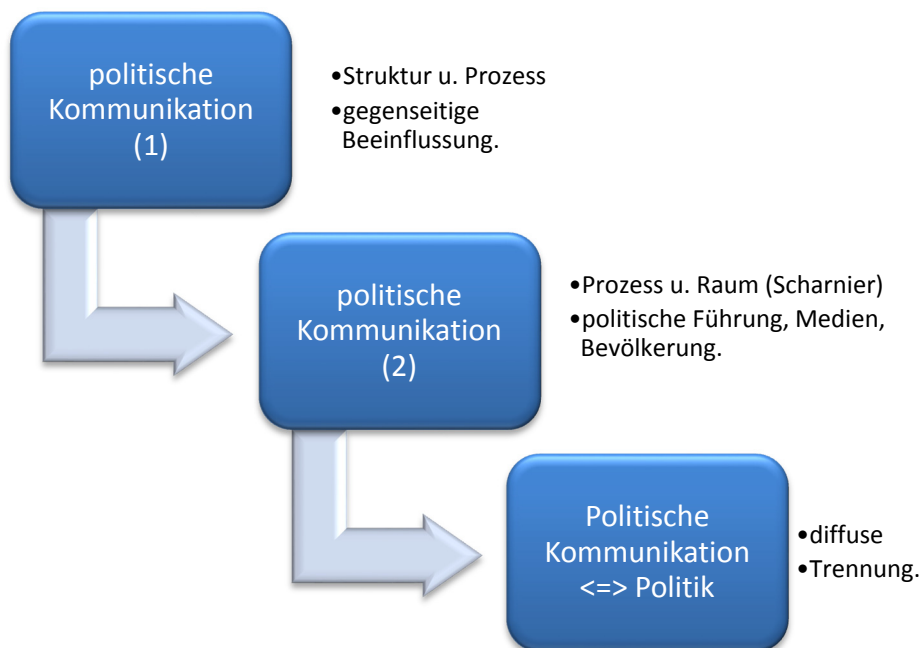 politische
Kommunikation
(1)
•Struktur u. Prozess
•gegenseitige
Beeinflussung.
politische
Kommunikation
(2)
•Prozess u. Raum (Scharnier)
•politische Führung, Medien,
Bevölkerung.
Politische
Kommunikation
<=> Politik
•diffuse
•Trennung.